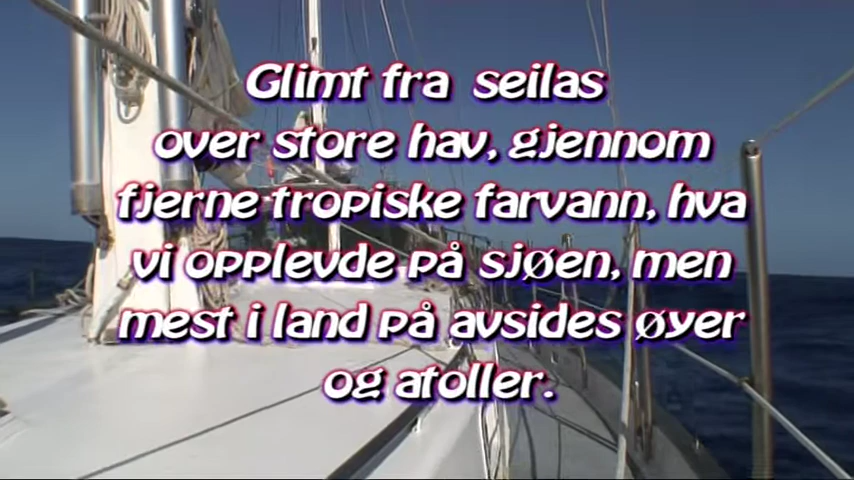 Glimt fra seilas
over store hav, gjennom
fjerne tropiske farvann, hva
vi opplevde på sjøen, men
mest i land på avsides øyer
og atoller.